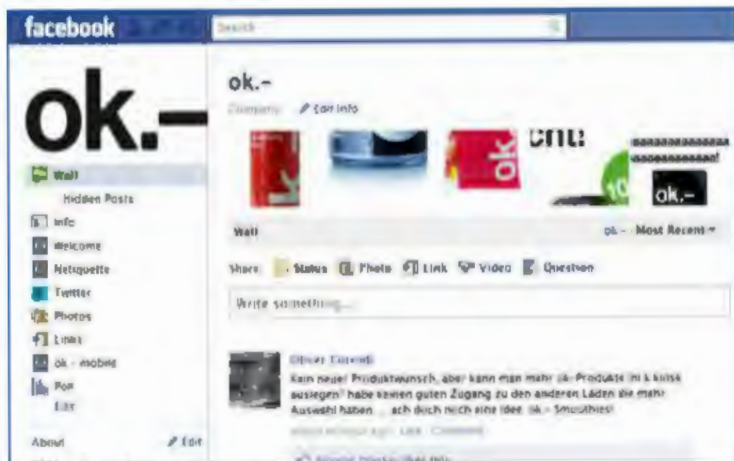 facebook
Search
ok.–
ok.–
Company Edit Info
ok.
10
ok.–
Wall
Hidden Posts
Info
Welcome
Netiquette
Twitter
Photos
Links
ok.- mobile
Poll
Edit
About Edit
Wall
ok.- Most Recent
Share: Status Photo Link Video Question
Write something...
Kein neuer Produktwunsch, aber kann man mehr ok.-Produkte in k kiosk
auslegen? habe keinen guten Zugang zu den anderen Läden die mehr
Auswahl haben ... ach doch noch eine Idee: ok.- Smoothies!
Like Comment